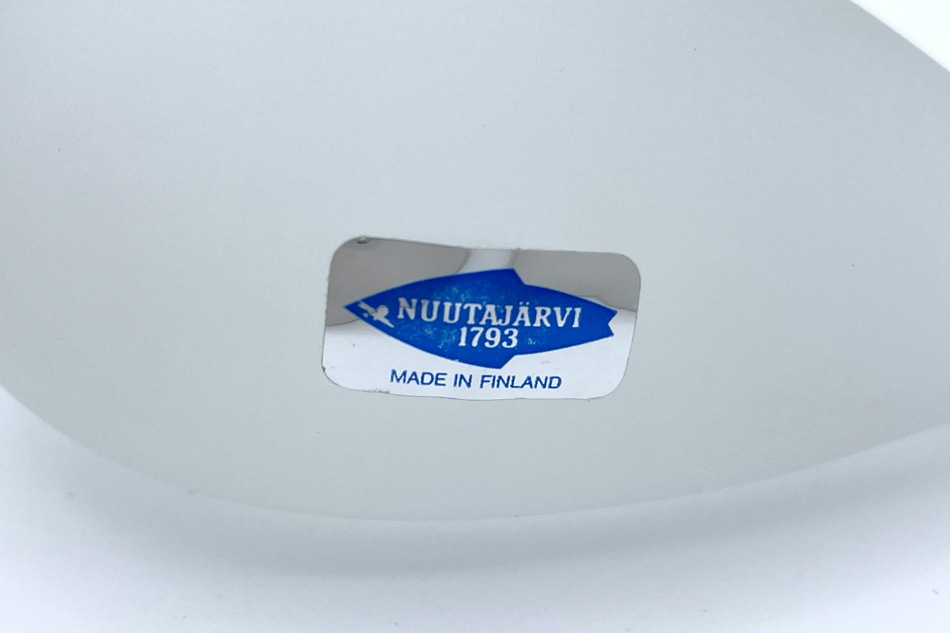 NUUTAJÄRVI
1793
MADE IN FINLAND